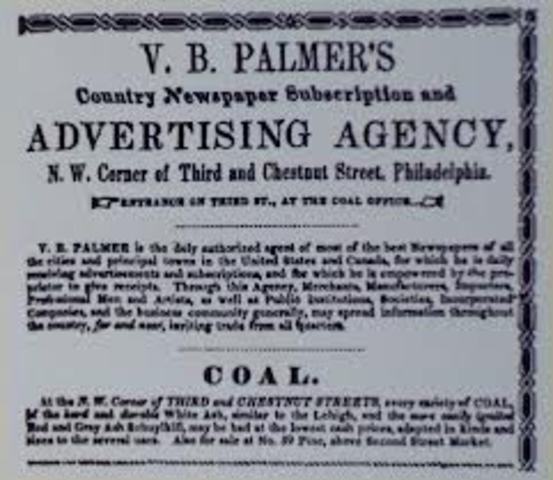 V. B. PALMER'S
Country Newspaper Subscription and
ADVERTISING AGENCY,
N. W. Corner of Third and Chestnut Street, Philadelphia.
ENTRANCE ON THIRD ST., AT THE COAL OFFICE.
V. B. PALMER is the duly authorized agent of most of the best Newspapers of all
the cities and principal towns in the United States and Canada, for which he is daily
receiving advertisements and subscriptions, and for which he is empowered by the pro-
prietor to give receipts. Through this Agency, Merchants, Manufacturers, Importers,
Professional Men and Artists, as well as Public Institutions, Societies, Incorporated
Companies, and the business community generally, may spread information throughout
the country, far and near, inviting trade from all quarters.
COAL.
At the N. W. Corner of THIRD and CHESTNUT STREETS, every variety of COAL,
of the hard and durable White Ash, similar to the Lehigh, and the more easily ignited
Red and Gray Ash Schuylkill, may be had at the lowest cash prices, adapted in kinds and
sizes to the several uses. Also for sale at No. 59 Pine, above Second Street Market.